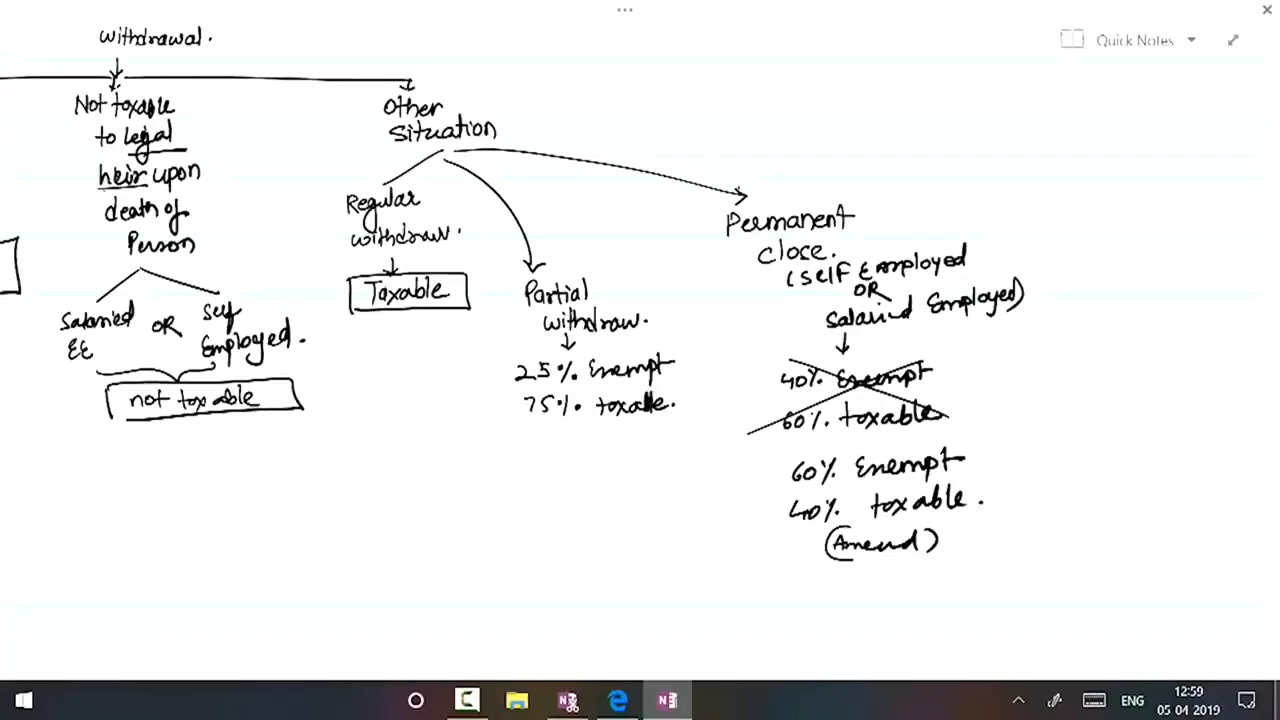 ...
Quick Notes
withdrawal.
Not taxable
to legal
heir upon
death of
Person
Salaried
EE
OR
Self
Employed.
not taxable
Other
Situation
Regular
withdraw.
Taxable
Partial
withdraw.
25% Exempt
75% taxable.
Permanent
close.
(Self Employed
OR
Salaried Employed)
40% Exempt
60% taxable
60% Exempt
40% taxable.
(Amend)
ENG
12:59
05-04-2019